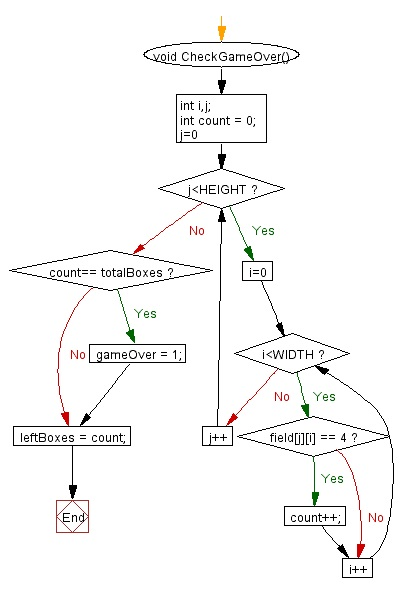 void CheckGameOver()
int i,j;
int count = 0;
j=0
j<HEIGHT ?
No
Yes
count== totalBoxes ?
i=0
Yes
gameOver = 1;
No
i<WIDTH ?
No
Yes
leftBoxes = count;
j++
field[j][i] == 4 ?
Yes
No
count++;
End
i++